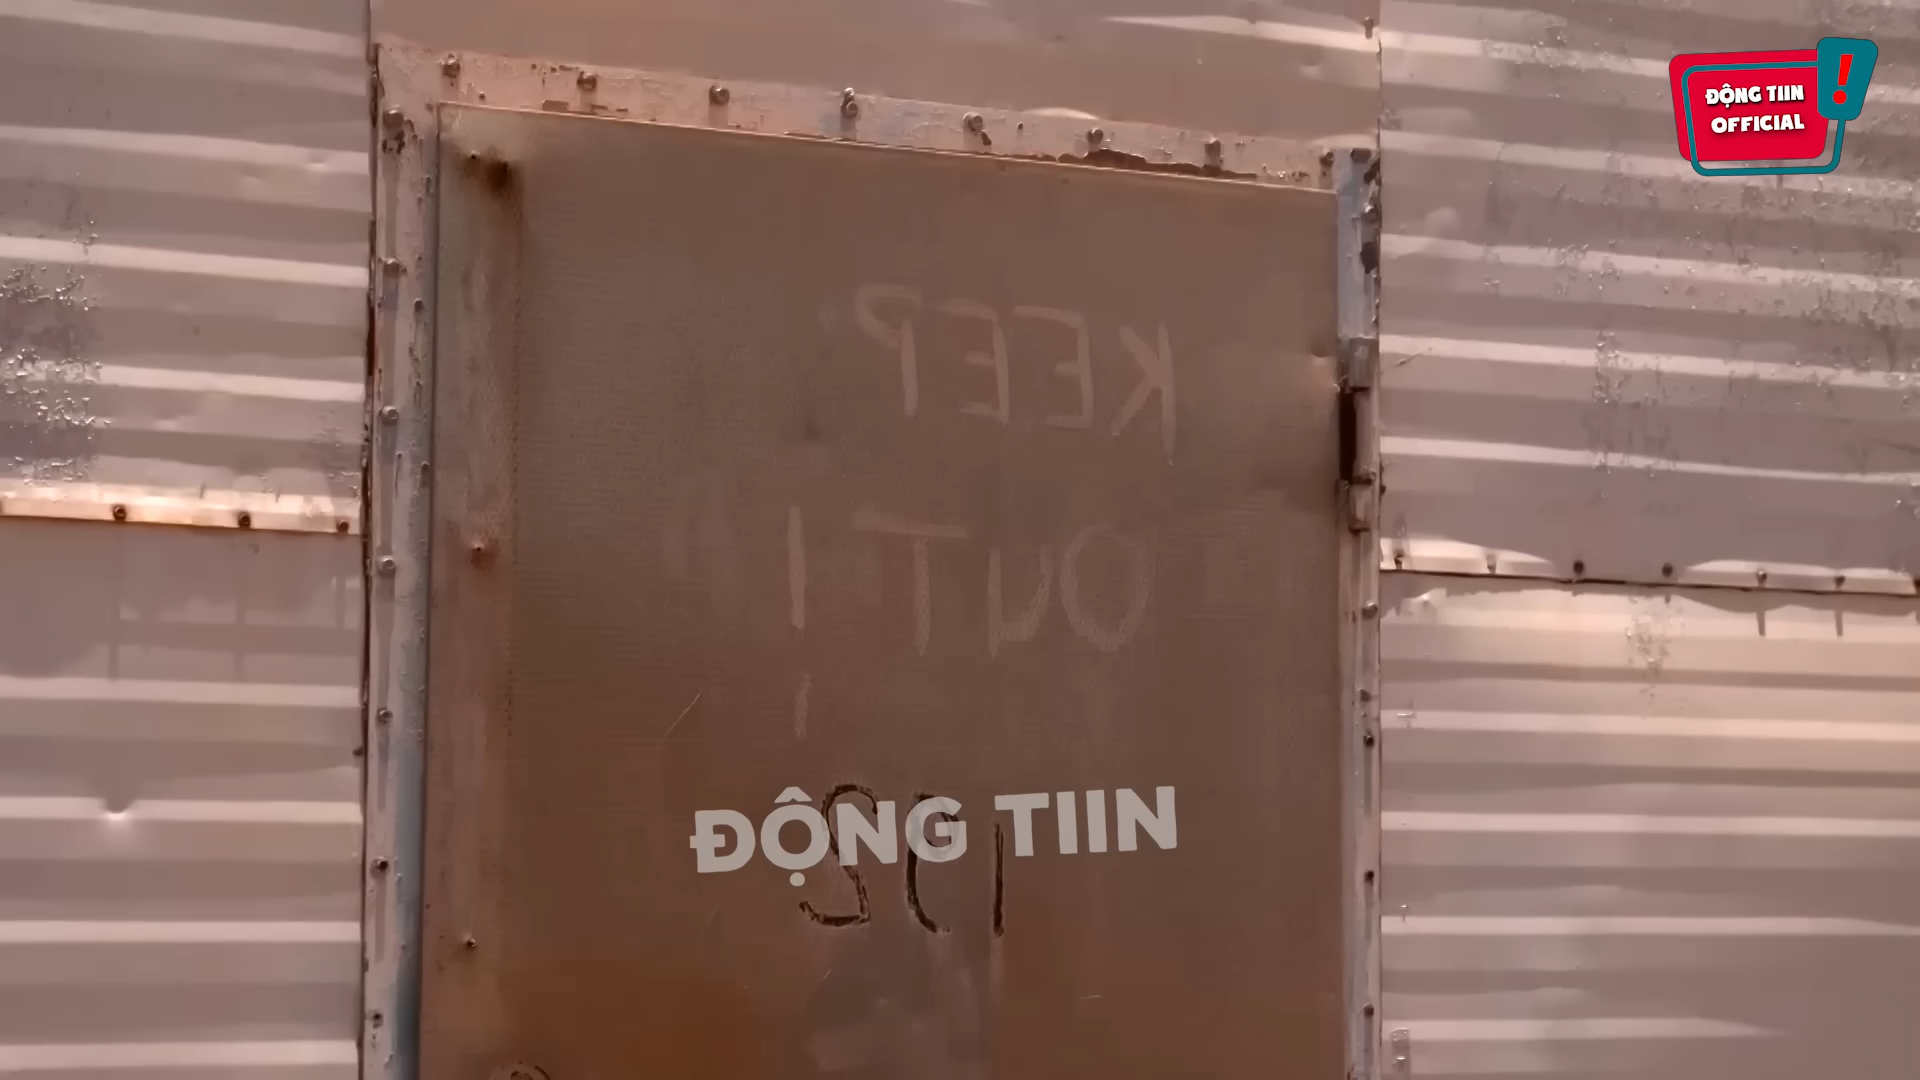 ĐỘNG TIIN
OFFICIAL
KEEP
OUT!
ĐỘNG TIIN